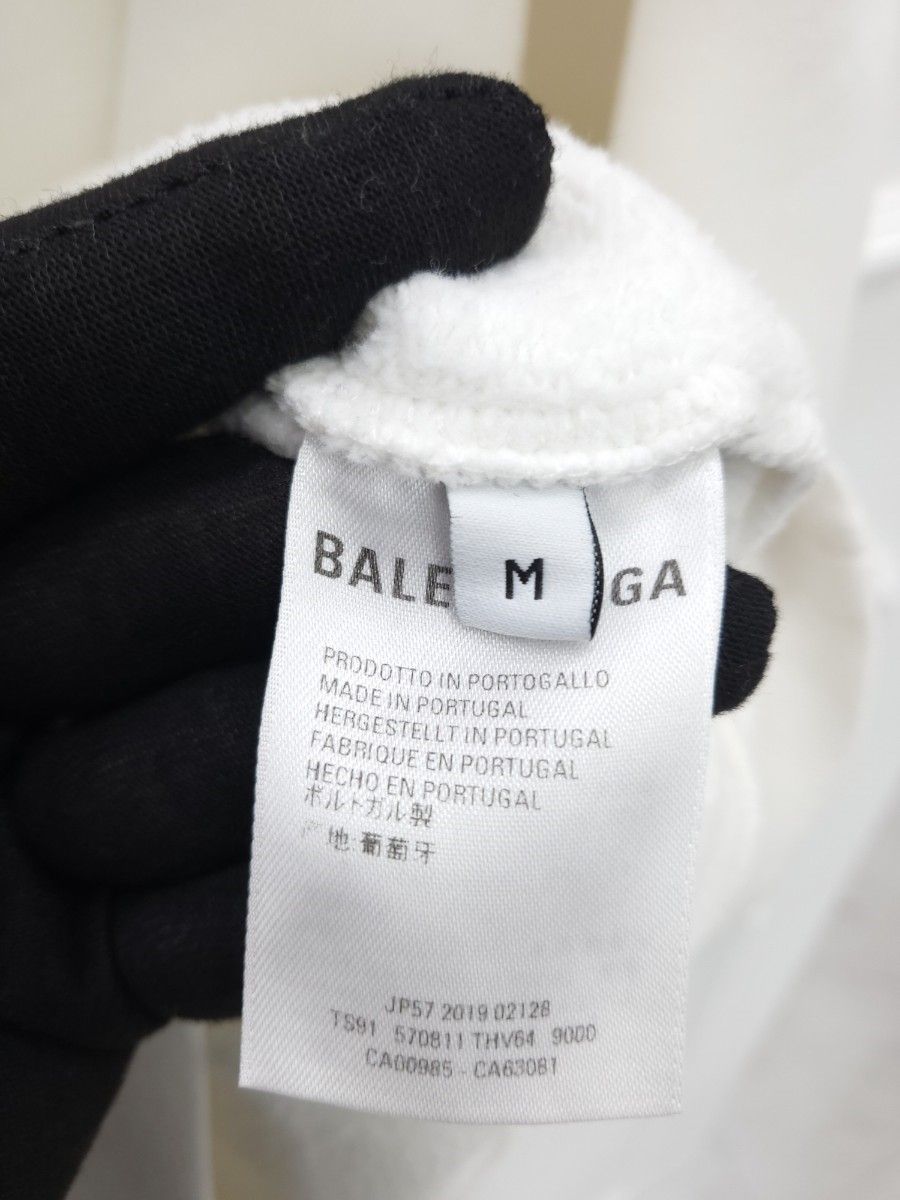 BALE GA
M
PRODOTTO IN PORTOGALLO
MADE IN PORTUGAL
HERGESTELLT IN PORTUGAL
FABRIQUE EN PORTUGAL
HECHO EN PORTUGAL
ポルトガル製
产地:葡萄牙
JP57 2019 02128
TS91 570811 THV64 9000
CA00985 - CA63081